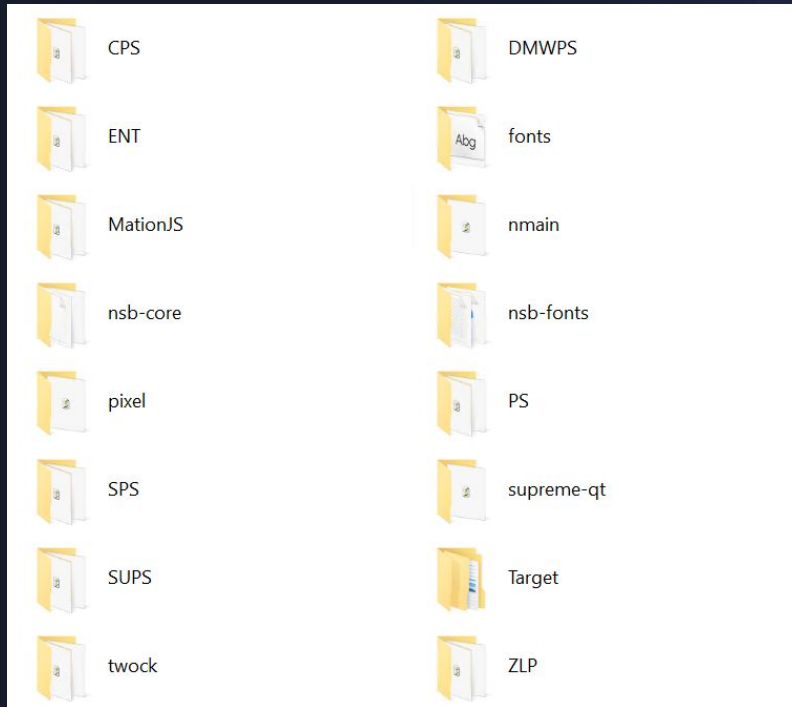 CPS
DMWPS
ENT
Abg
fonts
MationJS
nmain
nsb-core
nsb-fonts
pixel
PS
SPS
supreme-qt
SUPS
Target
twock
ZLP